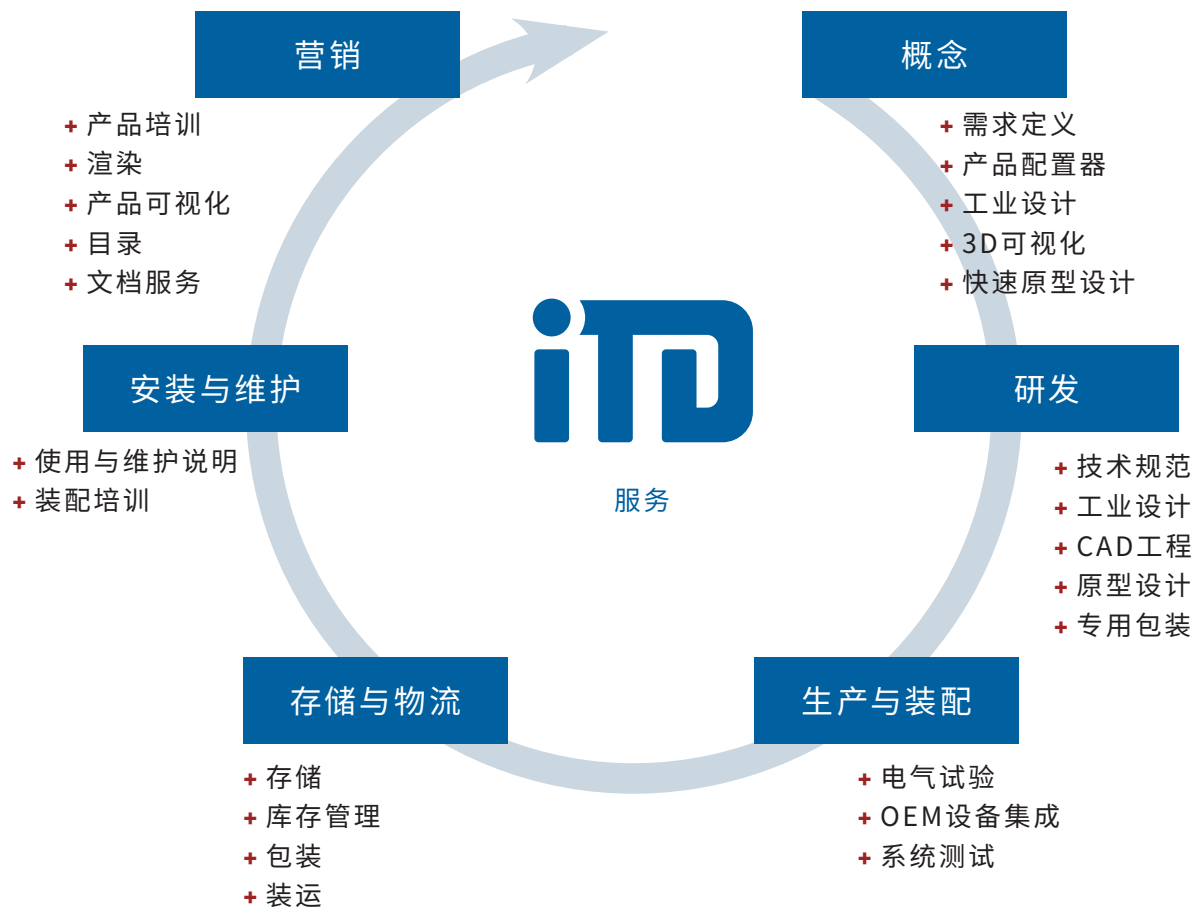 营销
+ 产品培训
+ 渲染
+ 产品可视化
+ 目录
+ 文档服务
概念
+ 需求定义
+ 产品配置器
+ 工业设计
+ 3D可视化
+ 快速原型设计
iTD
服务
安装与维护
+ 使用与维护说明
+ 装配培训
研发
+ 技术规范
+ 工业设计
+ CAD工程
+ 原型设计
+ 专用包装
存储与物流
+ 存储
+ 库存管理
+ 包装
+ 装运
生产与装配
+ 电气试验
+ OEM设备集成
+ 系统测试